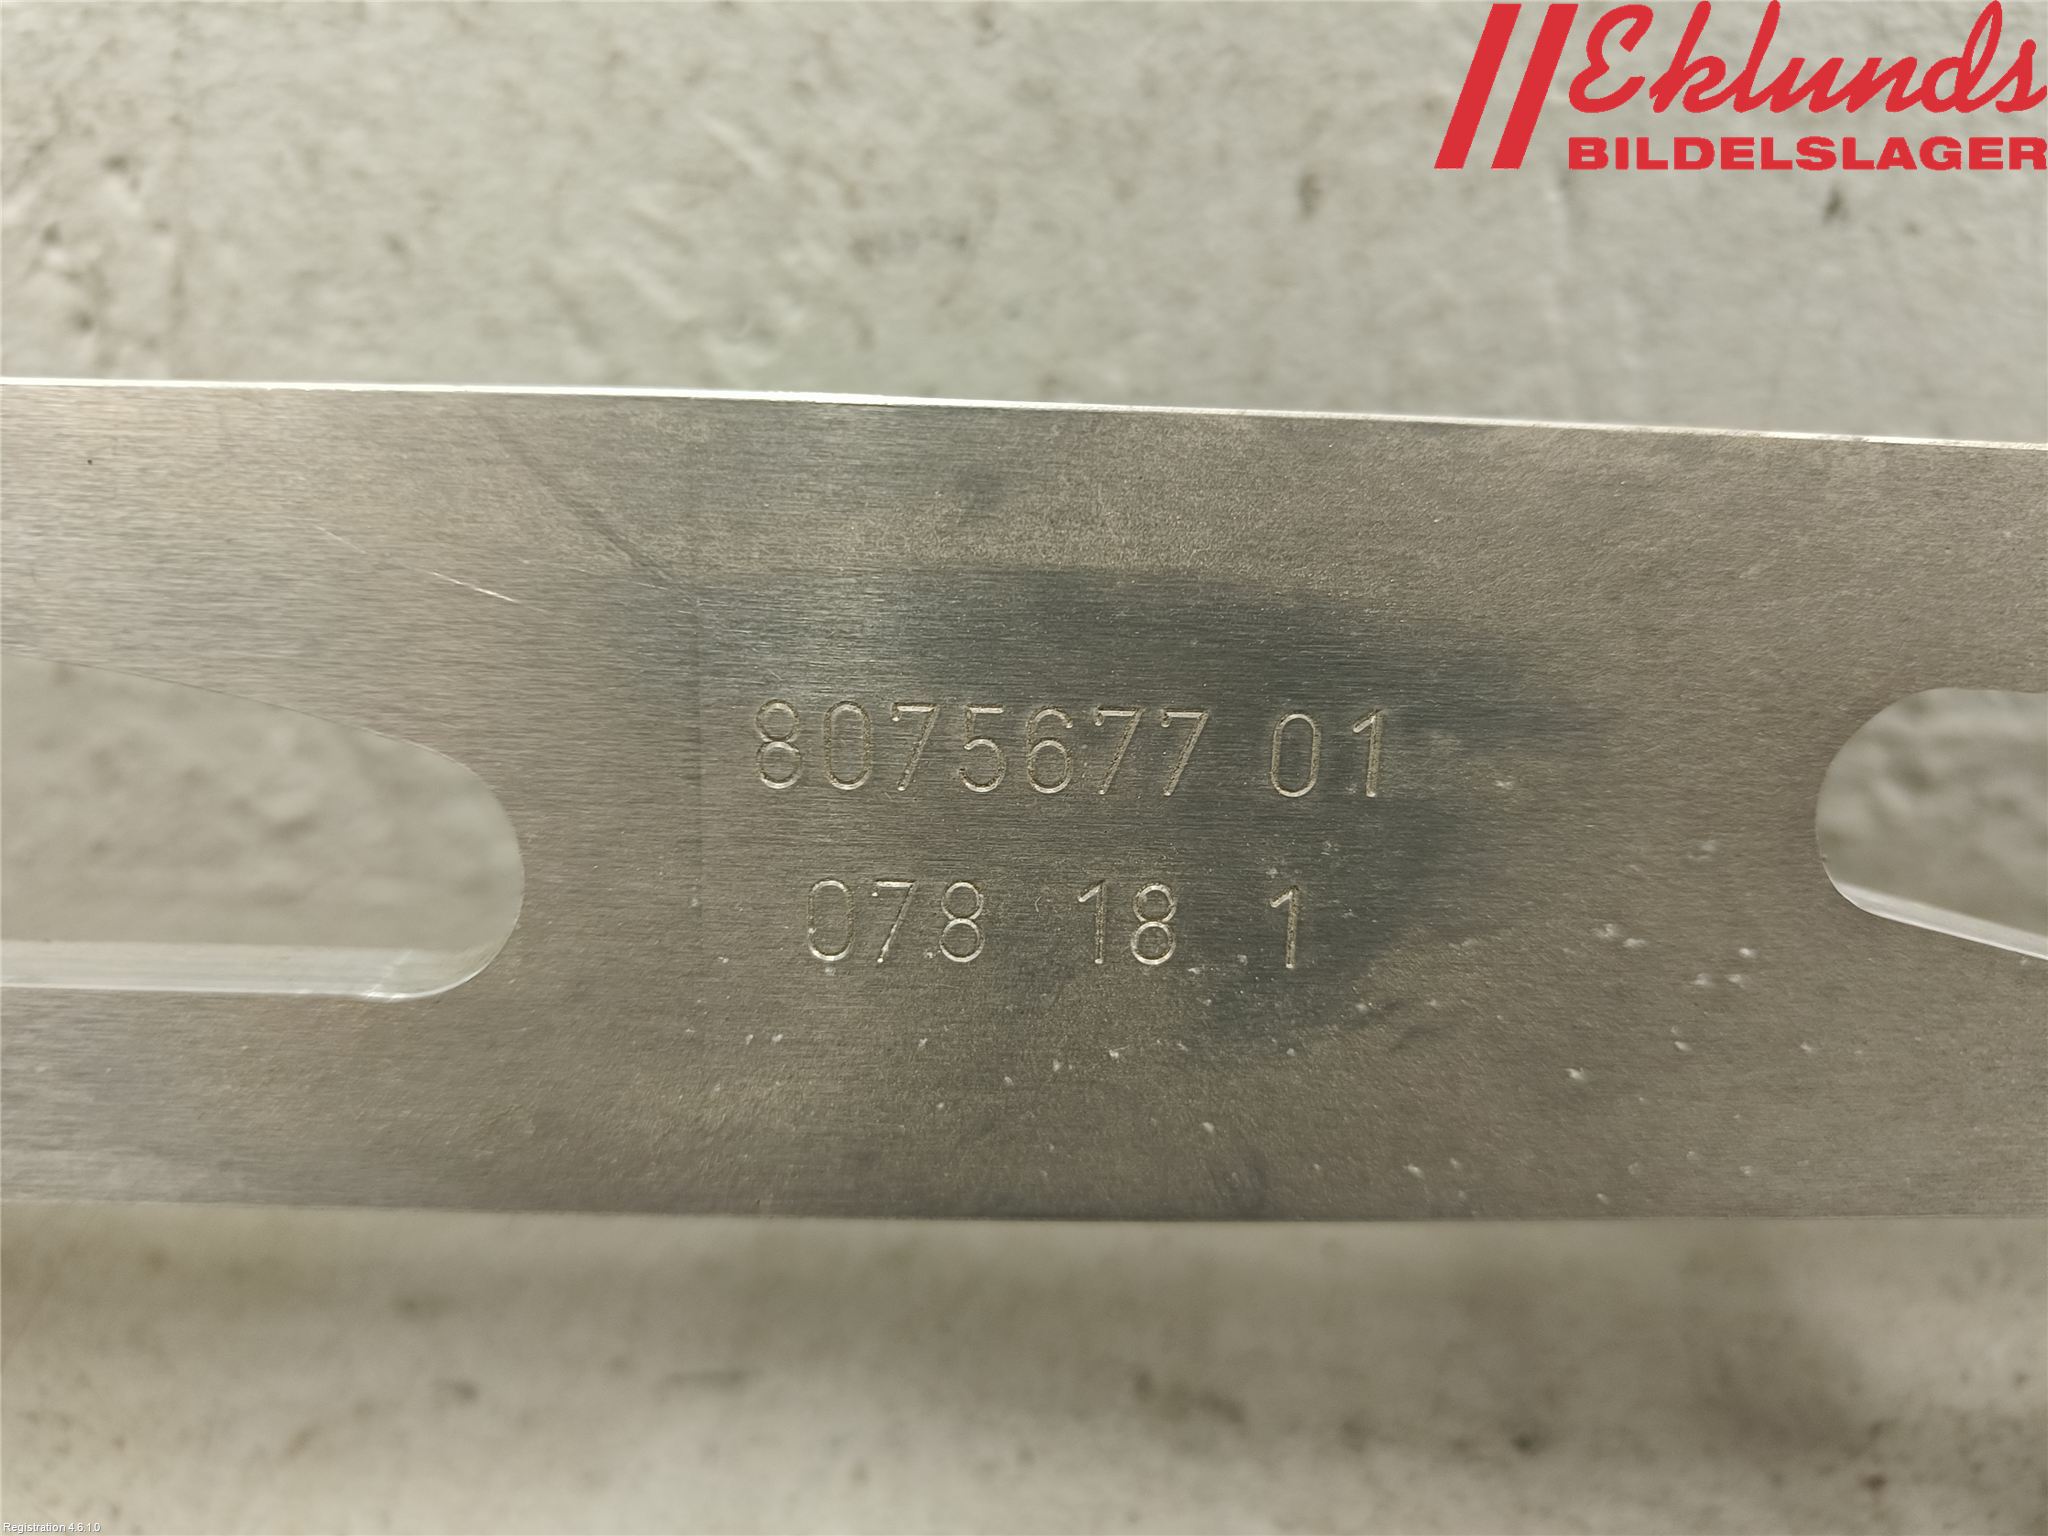 Eklunds
BILDELSLAGER
8075677 01
078 18 1
Registration 4.6.1.0